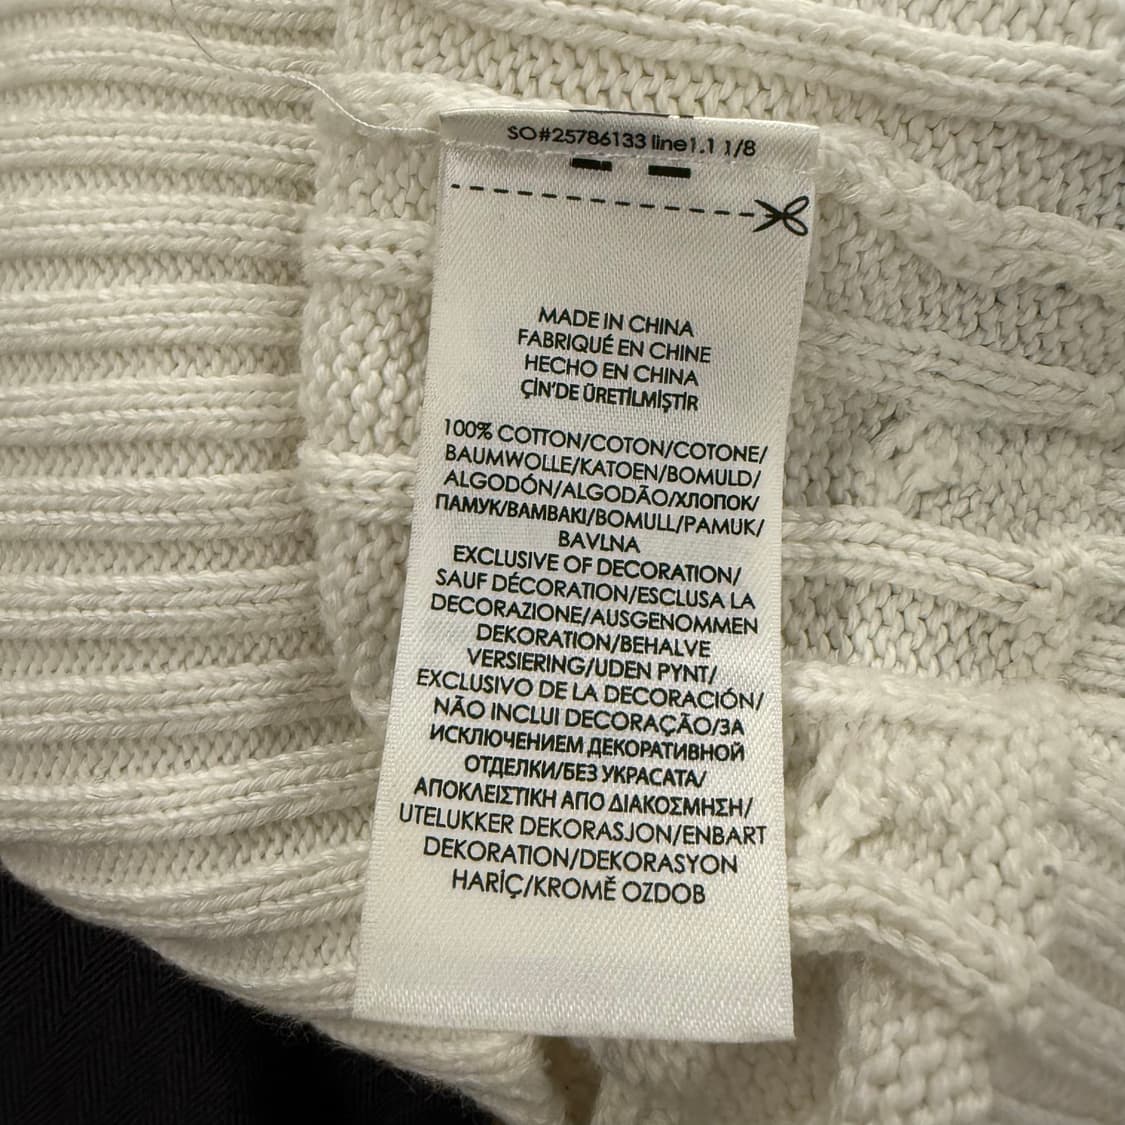 SO#25786133 line1.1 1/8
MADE IN CHINA
FABRIQUÉ EN CHINE
HECHO EN CHINA
ÇİN'DE ÜRETİLMİŞTİR
100% COTTON/COTON/COTONE/
BAUMWOLLE/KATOEN/BOMULD/
ALGODÓN/ALGODÃO/ХЛОПОК/
ПАМУК/BAMBAKI/BOMULL/PAMUK/
BAVLNA
EXCLUSIVE OF DECORATION/
SAUF DÉCORATION/ESCLUSA LA
DECORAZIONE/AUSGENOMMEN
DEKORATION/BEHALVE
VERSIERING/UDEN PYNT/
EXCLUSIVO DE LA DECORACIÓN/
NÃO INCLUI DECORAÇÃO/ЗА
ИСКЛЮЧЕНИЕМ ДЕКОРАТИВНОЙ
ОТДЕЛКИ/БЕЗ УКРАСАТА/
ΑΠΟΚΛΕΙΣΤΙΚΗ ΑΠΟ ΔΙΑΚΟΣΜΗΣΗ/
UTELUKKER DEKORASJON/ENBART
DEKORATION/DEKORASYON
HARİÇ/KROMĚ OZDOB